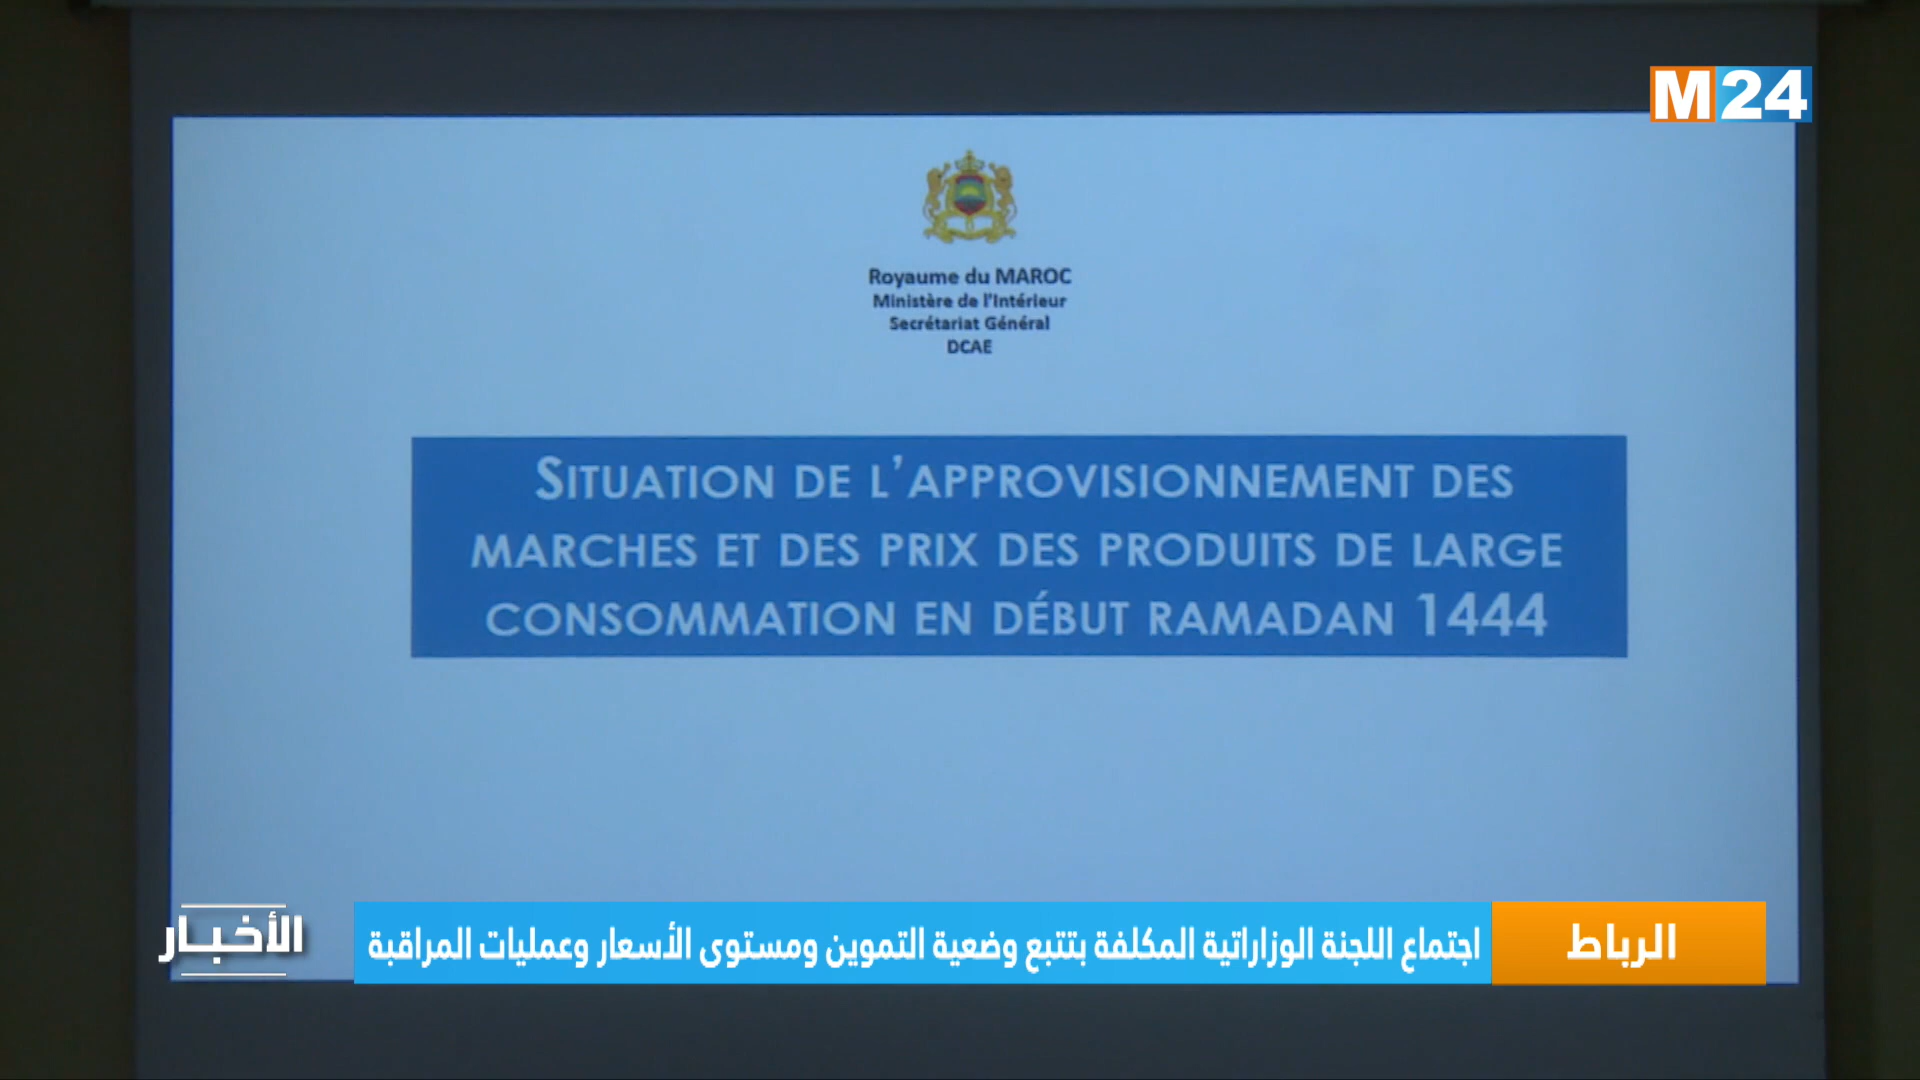 M24
Royaume du MAROC
Ministère de l'Intérieur
Secrétariat Général
DCAE
SITUATION DE L'APPROVISIONNEMENT DES
MARCHES ET DES PRIX DES PRODUITS DE LARGE
CONSOMMATION EN DÉBUT RAMADAN 1444
الرباط
اجتماع اللجنة الوزاراتية المكلفة بتتبع وضعية التموين ومستوى الأسعار وعمليات المراقبة
الأخبار